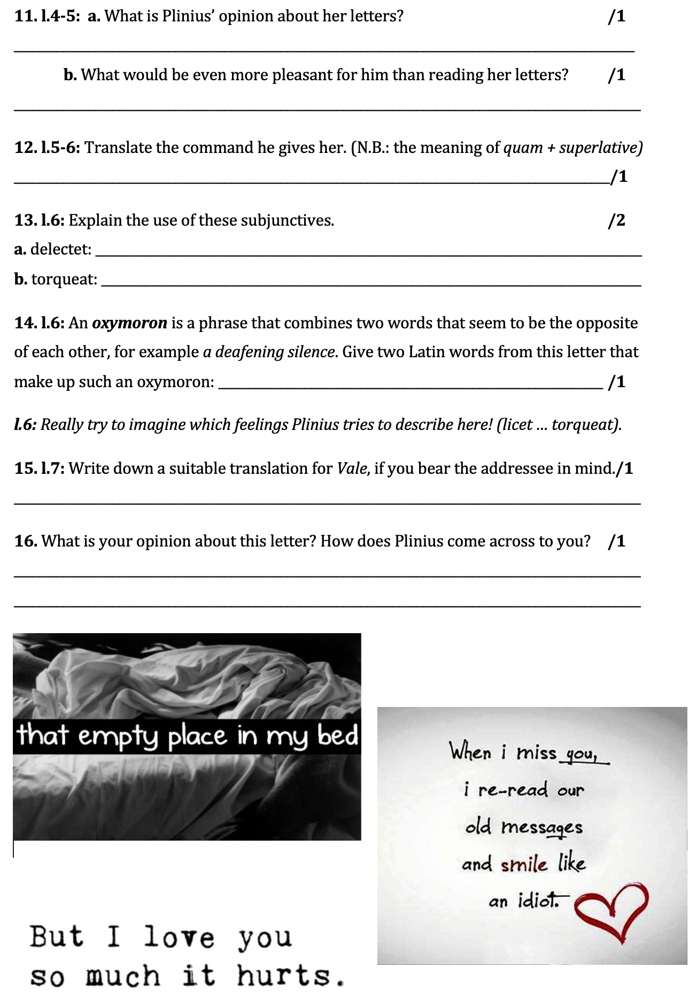 11. l.4-5: a. What is Plinius’ opinion about her letters? /1
b. What would be even more pleasant for him than reading her letters? /1
12. l.5-6: Translate the command he gives her. (N.B.: the meaning of quam + superlative)
/1
13. l.6: Explain the use of these subjunctives. /2
a. delectet:
b. torqueat:
14. l.6: An oxymoron is a phrase that combines two words that seem to be the opposite
of each other, for example a deafening silence. Give two Latin words from this letter that
make up such an oxymoron: /1
l.6: Really try to imagine which feelings Plinius tries to describe here! (licet ... torqueat).
15. l.7: Write down a suitable translation for Vale, if you bear the addressee in mind./1
16. What is your opinion about this letter? How does Plinius come across to you? /1
that empty place in my bed
When i miss you,
i re-read our
old messages
and smile like
an idiot.
But I love you
so much it hurts.